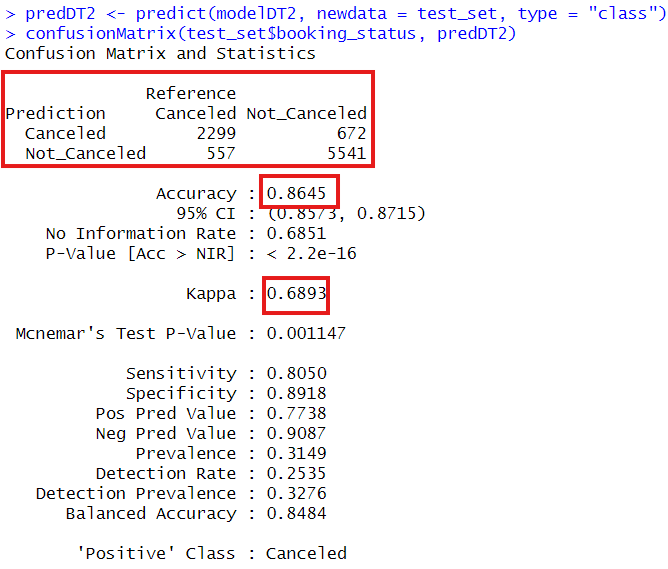 > predDT2 <- predict(modelDT2, newdata = test_set, type = "class")
> confusionMatrix(test_set$booking_status, predDT2)
Confusion Matrix and Statistics
Reference
Prediction Canceled Not_Canceled
Canceled 2299 672
Not_Canceled 557 5541
Accuracy : 0.8645
95% CI : (0.8573, 0.8715)
No Information Rate : 0.6851
P-Value [Acc > NIR] : < 2.2e-16
Kappa : 0.6893
Mcnemar's Test P-Value : 0.001147
Sensitivity : 0.8050
Specificity : 0.8918
Pos Pred Value : 0.7738
Neg Pred Value : 0.9087
Prevalence : 0.3149
Detection Rate : 0.2535
Detection Prevalence : 0.3276
Balanced Accuracy : 0.8484
'Positive' Class : Canceled